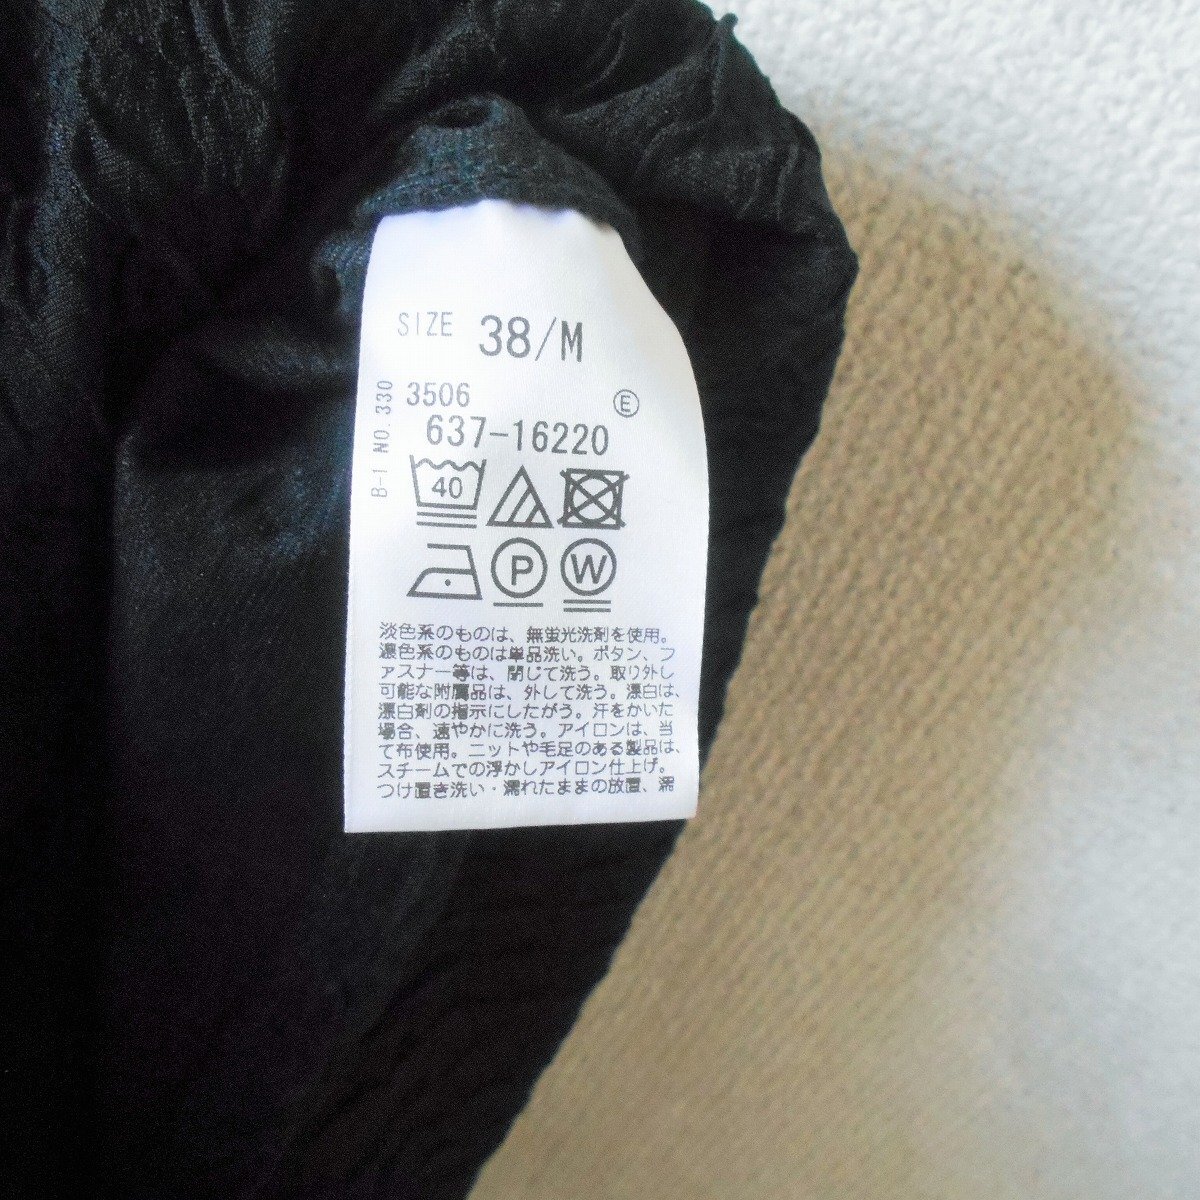 SIZE 38/M
B-1 NO.330
3506
E
637-16220
40
P W
淡色系のものは、無蛍光洗剤を使用。
濃色系のものは単品洗い。ボタン、フ
ァスナー等は、閉じて洗う。取り外し
可能な附属品は、外して洗う。漂白は、
漂白剤の指示にしたがう。汗をかいた
場合、速やかに洗う。アイロンは、当
て布使用。ニットや毛足のある製品は、
スチームでの浮かしアイロン仕上げ。
つけ置き洗い・濡れたままの放置、濡